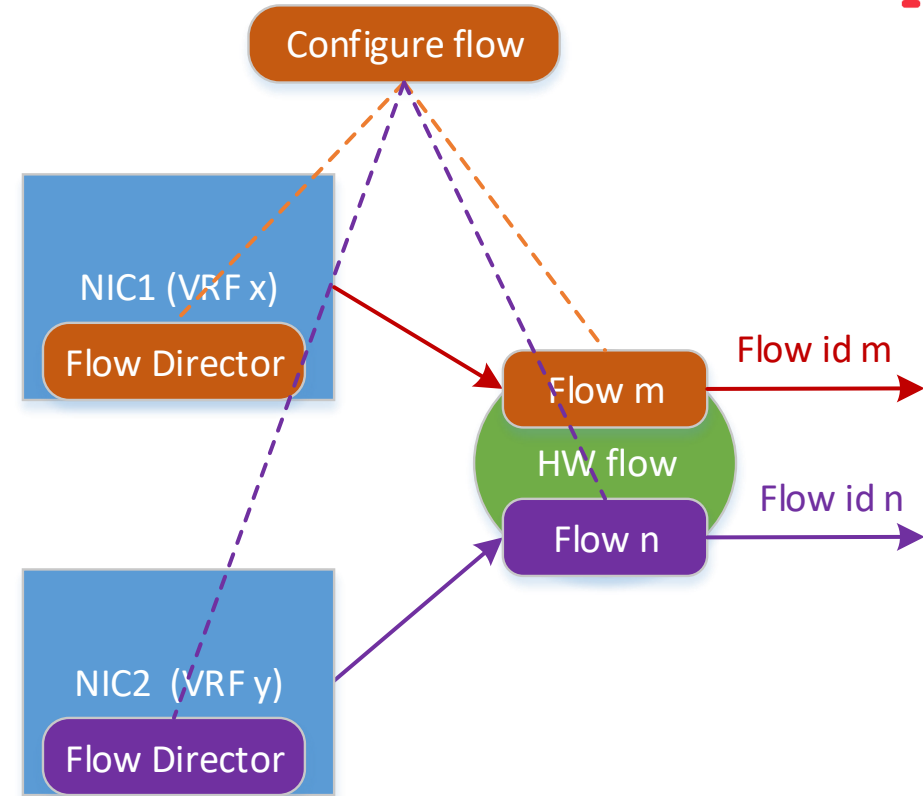 Configure flow
NIC1 (VRF x)
Flow Director
Flow m
Flow id m
HW flow
Flow id n
Flow n
NIC2 (VRF y)
Flow Director